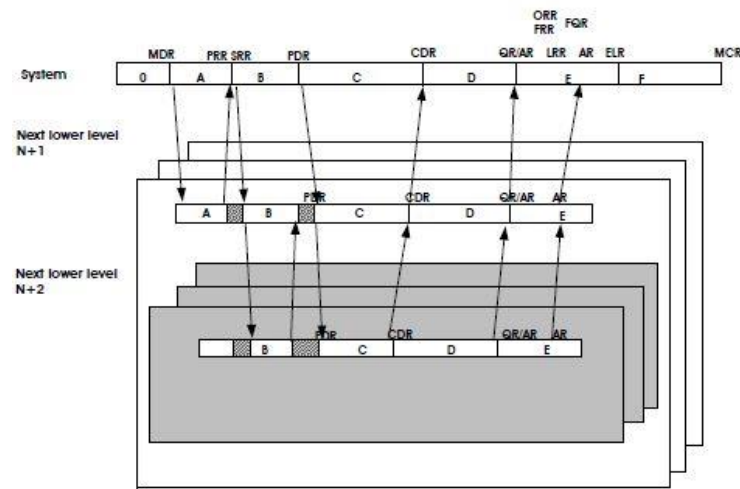 ORR
FRR FQR
MDR PRR SRR PDR CDR QR/AR LRR AR ELR MCR
System 0 A B C D E F
Next lower level
N+1
PDR CDR QR/AR AR
A B C D E
Next lower level
N+2
PDR CDR QR/AR AR
B C D E